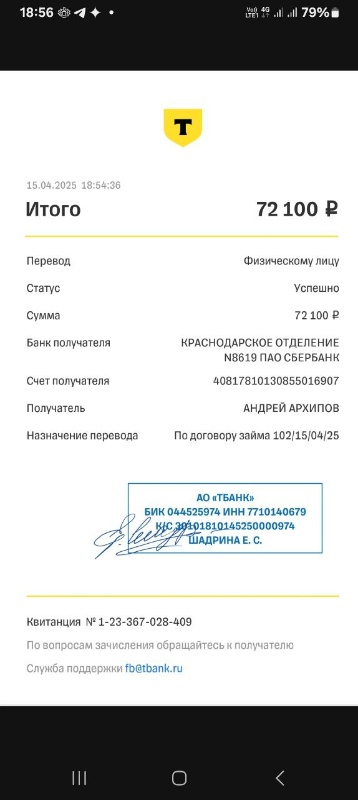 18:56
Vo))
4G
LTE1
79%
T
15.04.2025 18:54:36
Итого 72 100 ₽
Перевод Физическому лицу
Статус Успешно
Сумма 72 100 ₽
Банк получателя КРАСНОДАРСКОЕ ОТДЕЛЕНИЕ
N8619 ПАО СБЕРБАНК
Счет получателя 40817810130855016907
Получатель АНДРЕЙ АРХИПОВ
Назначение перевода По договору займа 102/15/04/25
АО «ТБАНК»
БИК 044525974 ИНН 7710140679
К/С 30101810145250000974
ШАДРИНА Е. С.
Квитанция № 1-23-367-028-409
По вопросам зачисления обращайтесь к получателю
Служба поддержки fb@tbank.ru